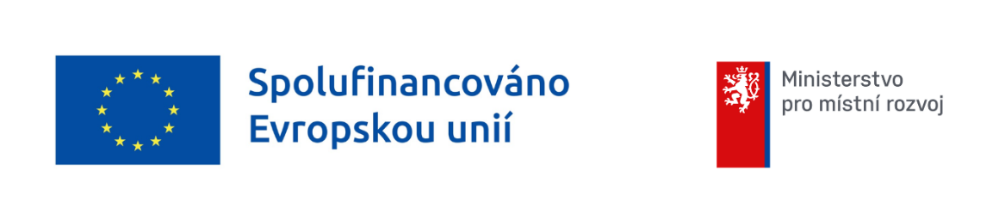 Spolufinancováno
Evropskou unií
Ministerstvo
pro místní rozvoj